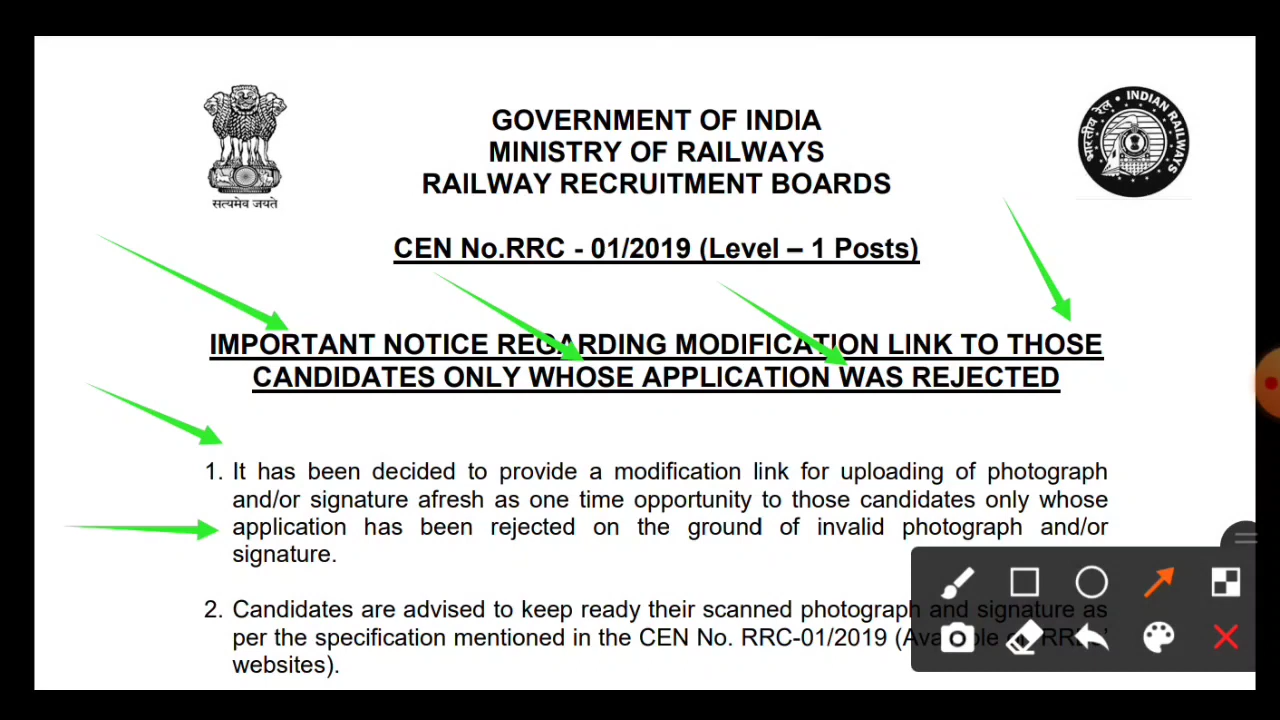 सत्यमेव जयते
भारतीय रेल • INDIAN RAILWAYS
GOVERNMENT OF INDIA
MINISTRY OF RAILWAYS
RAILWAY RECRUITMENT BOARDS
CEN No.RRC - 01/2019 (Level – 1 Posts)
IMPORTANT NOTICE REGARDING MODIFICATION LINK TO THOSE
CANDIDATES ONLY WHOSE APPLICATION WAS REJECTED
1. It has been decided to provide a modification link for uploading of photograph
and/or signature afresh as one time opportunity to those candidates only whose
application has been rejected on the ground of invalid photograph and/or
signature.
2. Candidates are advised to keep ready their scanned photograph and signature as
per the specification mentioned in the CEN No. RRC-01/2019
websites).